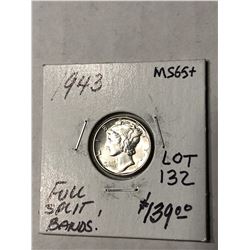 1943
MS65+
LOT
132
FULL
SPLIT,
BANDS.
$139.00